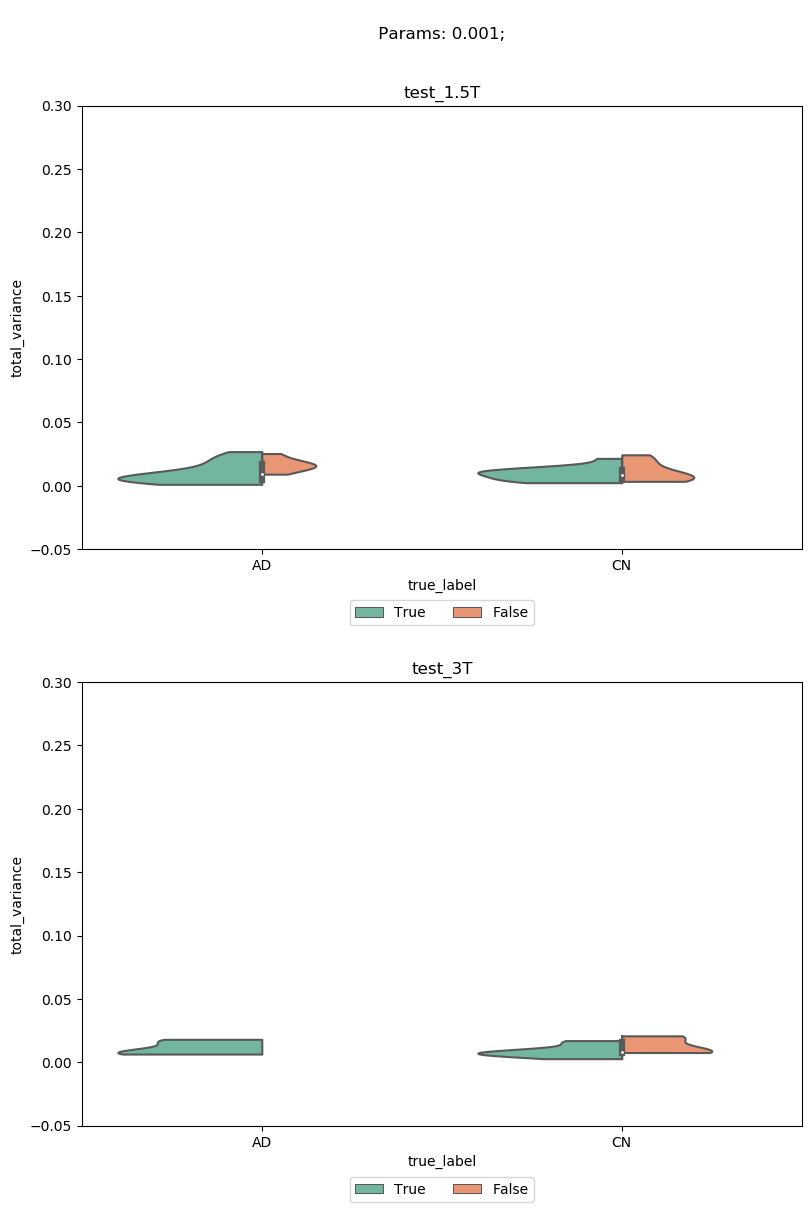 Params: 0.001;
test_1.5T
0.30
0.25
0.20
0.15
0.10
0.05
0.00
−0.05
total_variance
AD CN
true_label
True False
test_3T
0.30
0.25
0.20
0.15
0.10
0.05
0.00
−0.05
total_variance
AD CN
true_label
True False